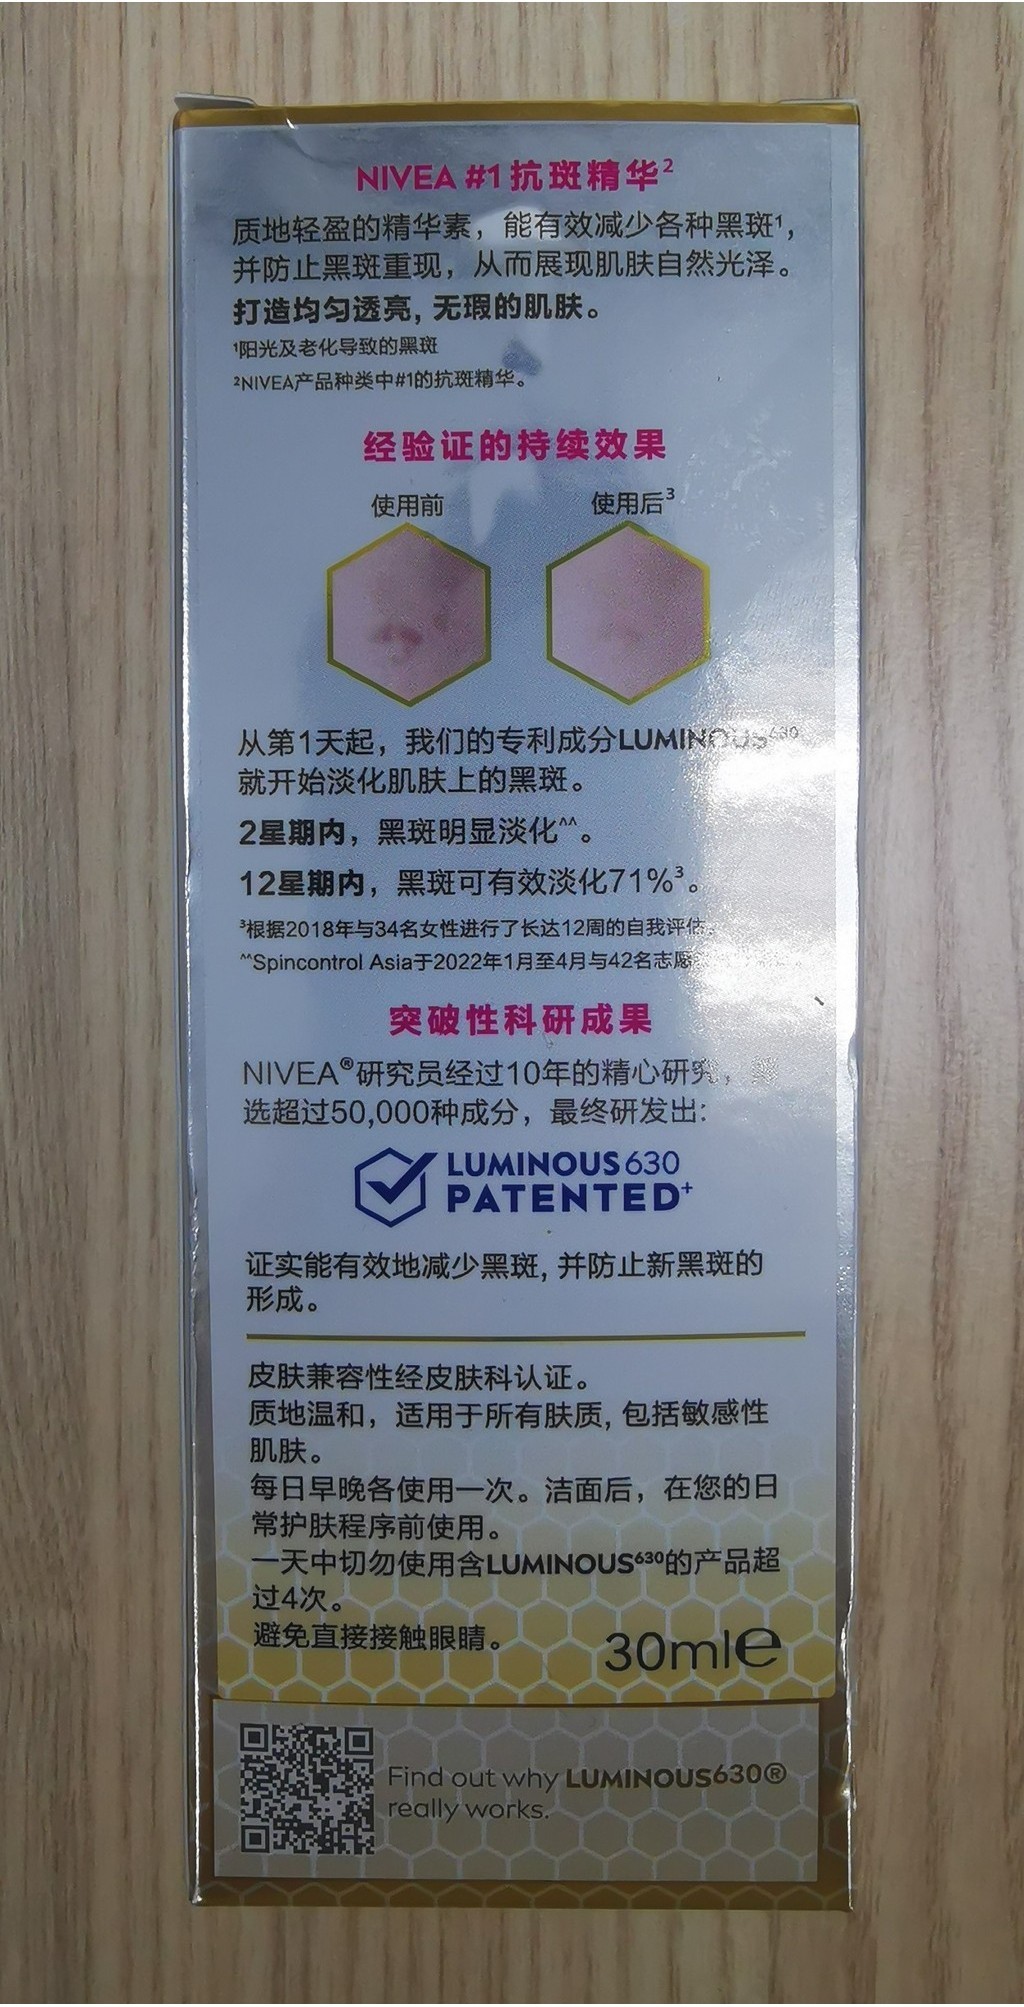 NIVEA #1 抗斑精华²
质地轻盈的精华素，能有效减少各种黑斑¹，
并防止黑斑重现，从而展现肌肤自然光泽。
打造均匀透亮, 无瑕的肌肤。
¹阳光及老化导致的黑斑
²NIVEA产品种类中#1的抗斑精华。
经验证的持续效果
使用前 使用后³
从第1天起，我们的专利成分LUMINOUS⁶³⁰
就开始淡化肌肤上的黑斑。
2星期内，黑斑明显淡化^^。
12星期内，黑斑可有效淡化71%³。
³根据2018年与34名女性进行了长达12周的自我评估
^^Spincontrol Asia于2022年1月至4月与42名志愿
突破性科研成果
NIVEA®研究员经过10年的精心研究，
选超过50,000种成分，最终研发出:
LUMINOUS630
PATENTED⁺
证实能有效地减少黑斑, 并防止新黑斑的
形成。
皮肤兼容性经皮肤科认证。
质地温和，适用于所有肤质, 包括敏感性
肌肤。
每日早晚各使用一次。洁面后，在您的日
常护肤程序前使用。
一天中切勿使用含LUMINOUS⁶³⁰的产品超
过4次。
避免直接接触眼睛。
30ml℮
Find out why LUMINOUS630®
really works.